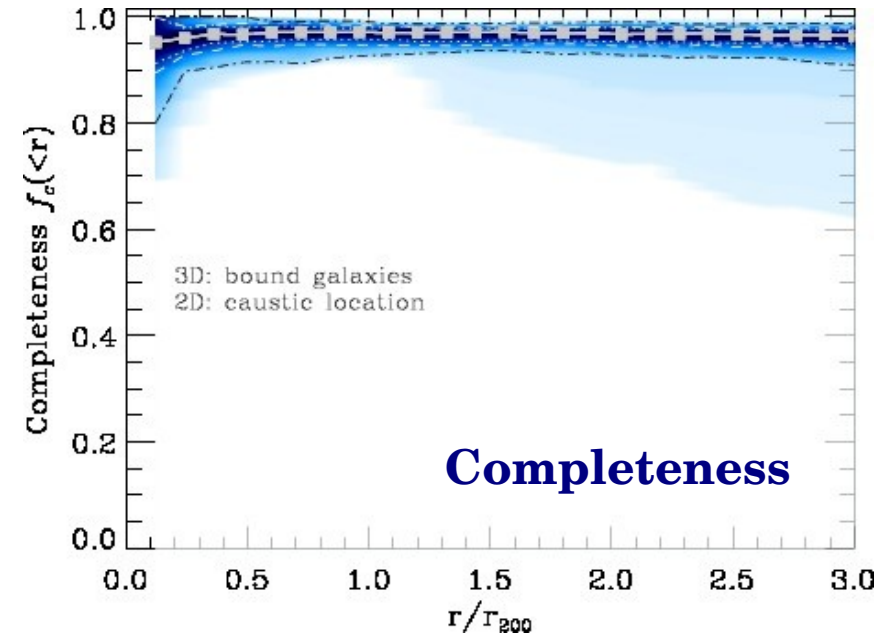 1.0
0.8
0.6
0.4
0.2
0.0
Completeness f_c(<r)
3D: bound galaxies
2D: caustic location
Completeness
0.0 0.5 1.0 1.5 2.0 2.5 3.0
r/r_200